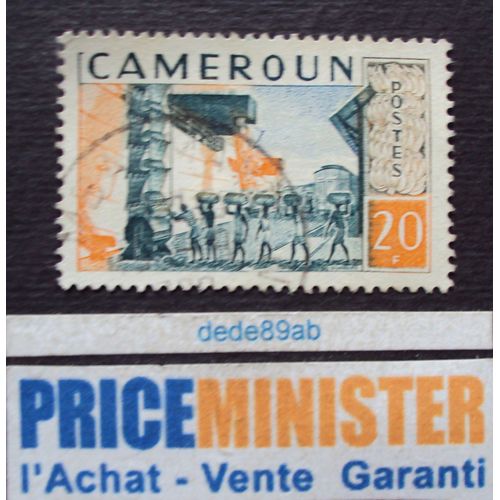 CAMEROUN
POSTES
20
F
dede89ab
PRICEMINISTER
l'Achat - Vente Garanti